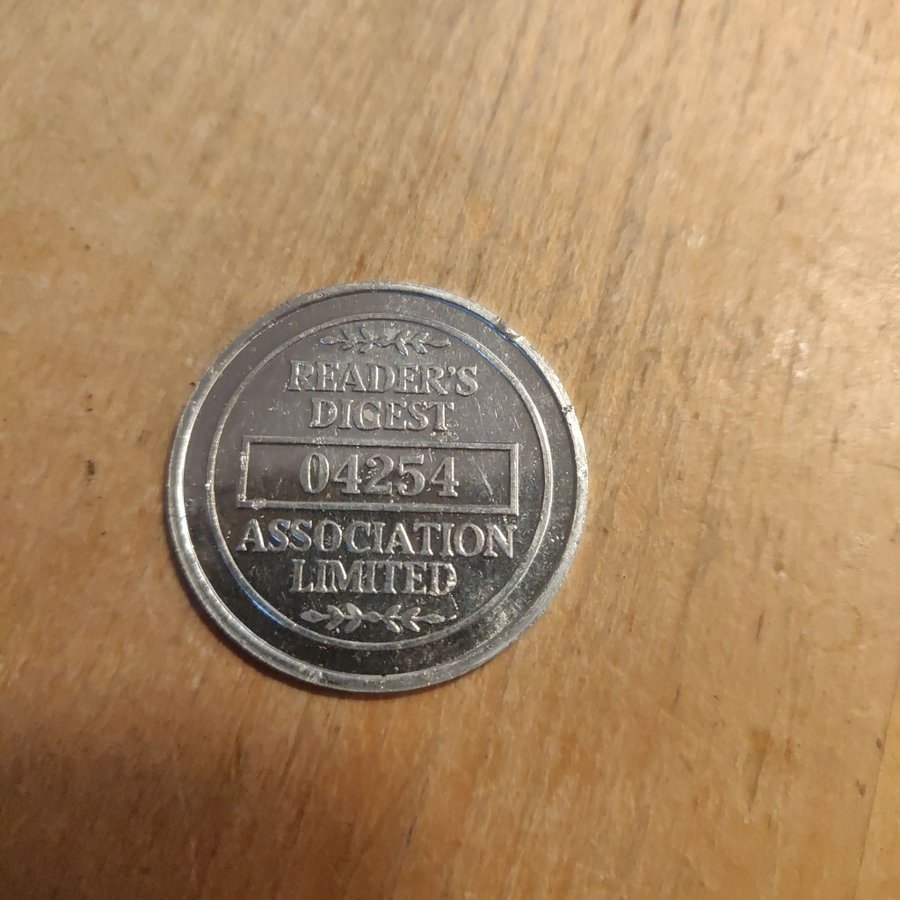 READER'S
DIGEST
04254
ASSOCIATION
LIMITED